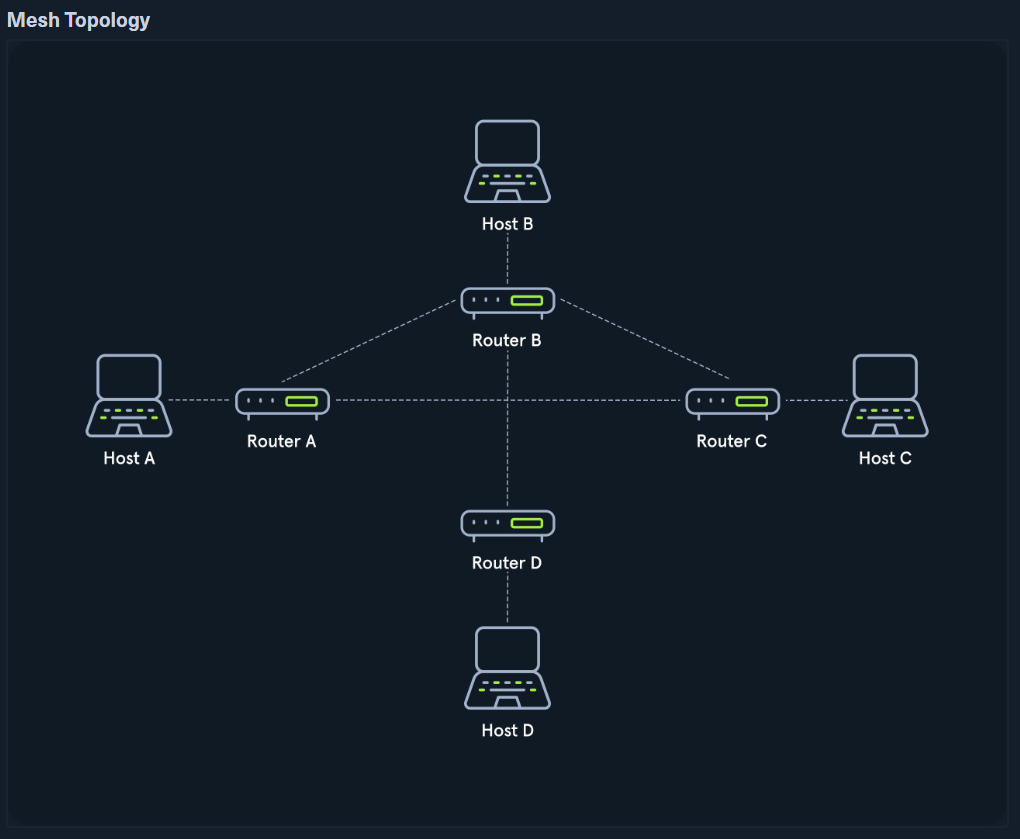 Mesh Topology
Host B
Router B
Host A
Router A
Router C
Host C
Router D
Host D